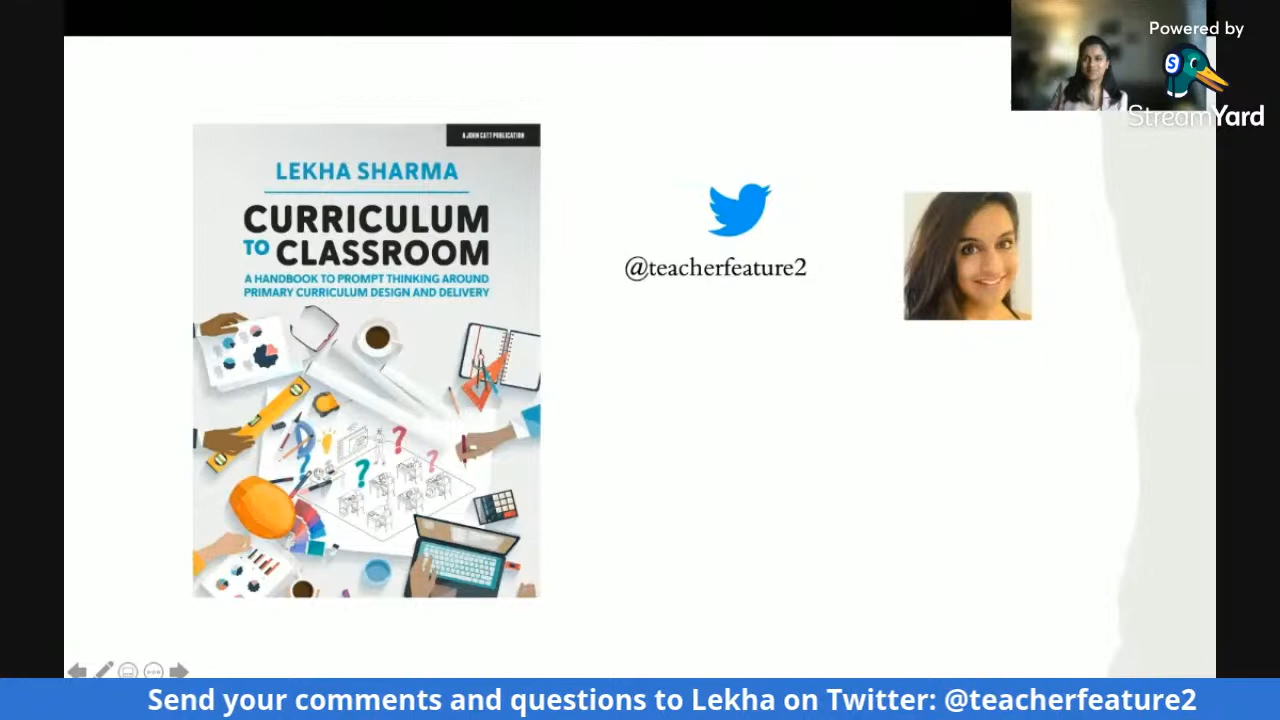 Powered by
StreamYard
A JOHN CATT PUBLICATION
LEKHA SHARMA
CURRICULUM
TO CLASSROOM
A HANDBOOK TO PROMPT THINKING AROUND
PRIMARY CURRICULUM DESIGN AND DELIVERY
@teacherfeature2
Send your comments and questions to Lekha on Twitter: @teacherfeature2